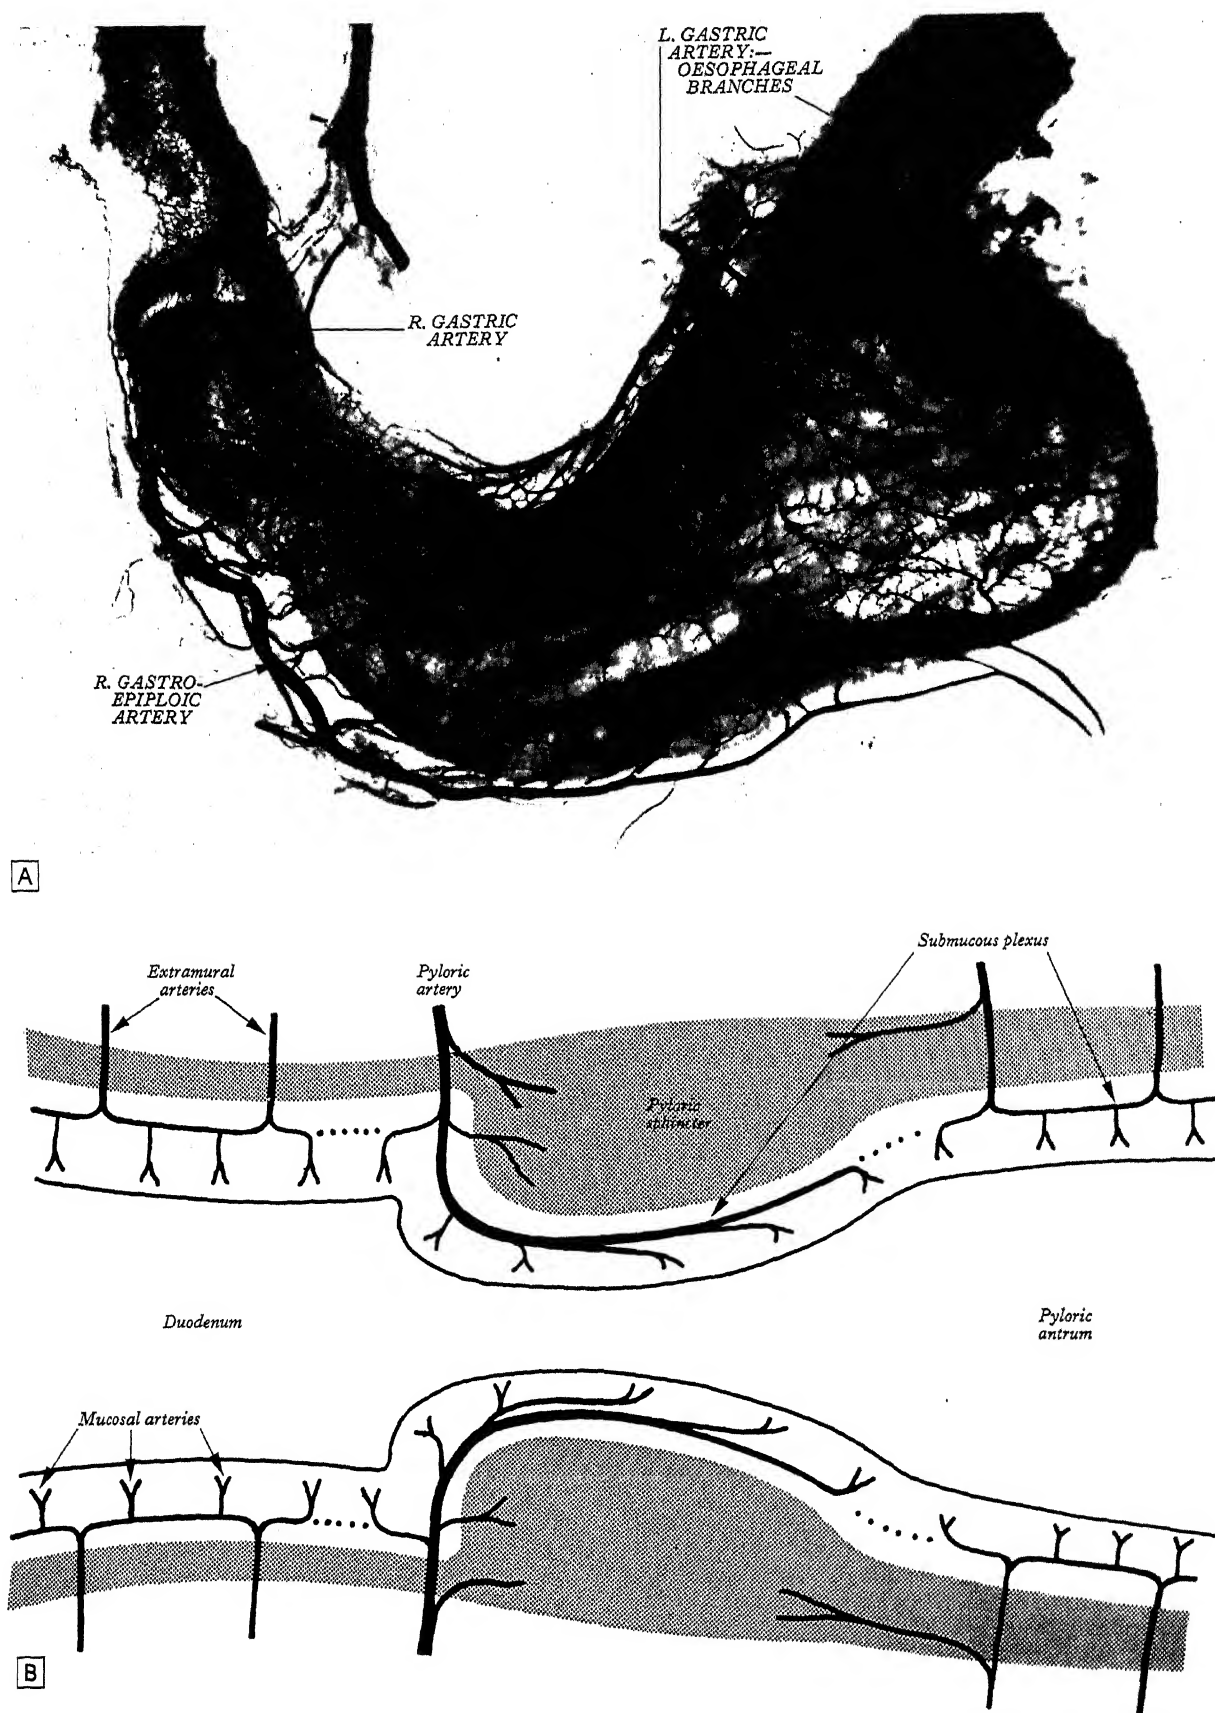 L. GASTRIC
ARTERY:—
OESOPHAGEAL
BRANCHES
R. GASTRIC
ARTERY
R. GASTRO-
EPIPLOIC
ARTERY
A
Submucous plexus
Extramural
arteries
Pyloric
artery
Pyloric
sphincter
Duodenum
Pyloric
antrum
Mucosal arteries
B